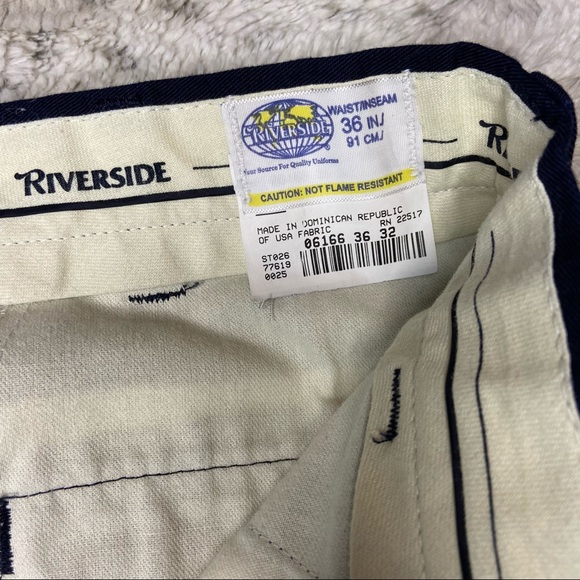 RIVERSIDE
RIVERSIDE
®
Your Source For Quality Uniforms
WAIST/INSEAM
36 IN./
91 CM./
CAUTION: NOT FLAME RESISTANT
MADE IN DOMINICAN REPUBLIC
OF USA FABRIC RN 22517
06166 36 32
ST026
77619
0025